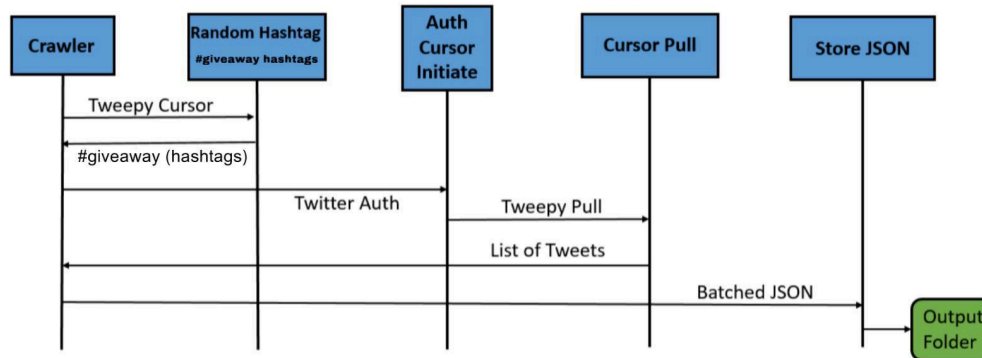 Crawler
Random Hashtag
#giveaway hashtags
Auth
Cursor
Initiate
Cursor Pull
Store JSON
Tweepy Cursor
#giveaway (hashtags)
Twitter Auth
Tweepy Pull
List of Tweets
Batched JSON
Output
Folder